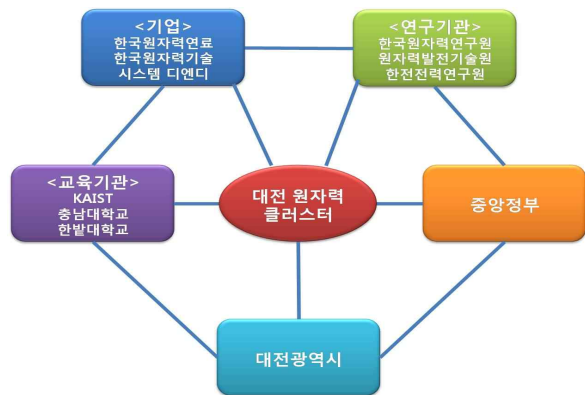 <기업>
한국원자력연료
한국원자력기술
시스템 디엔디
<연구기관>
한국원자력연구원
원자력발전기술원
한전전력연구원
<교육기관>
KAIST
충남대학교
한밭대학교
대전 원자력
클러스터
중앙정부
대전광역시